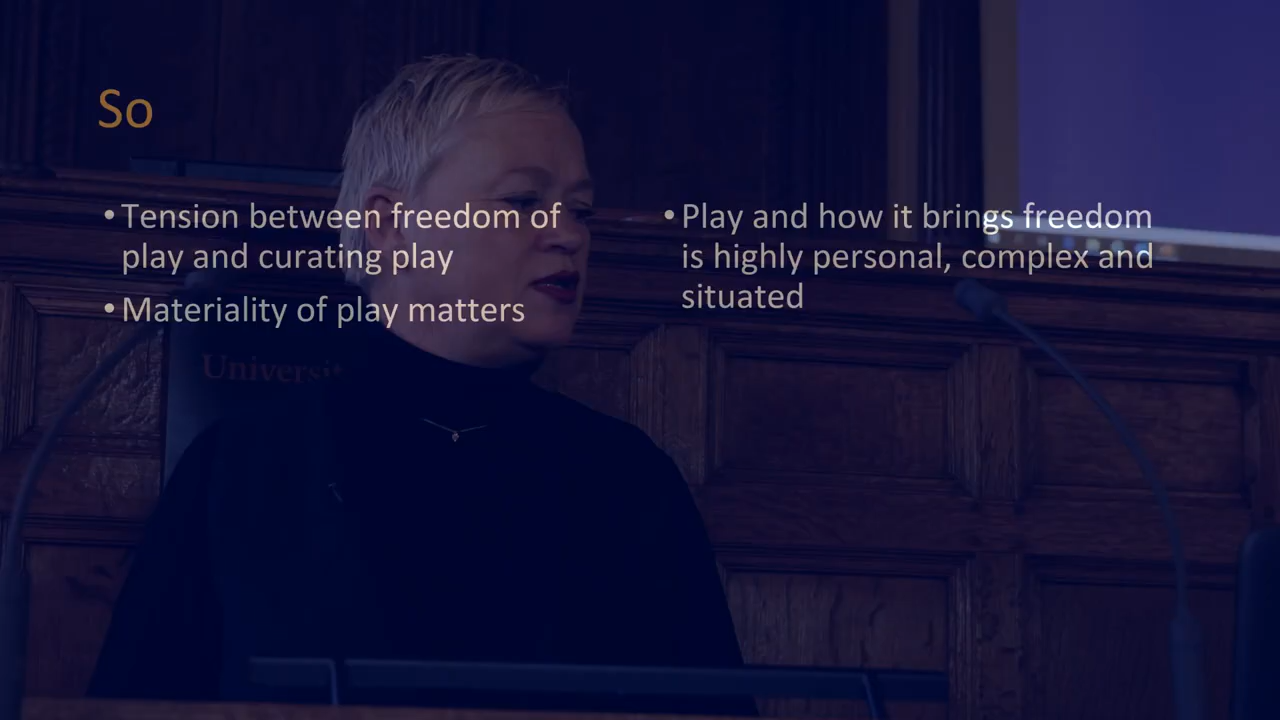 So
• Tension between freedom of
play and curating play
• Materiality of play matters
• Play and how it brings freedom
is highly personal, complex and
situated
Universit